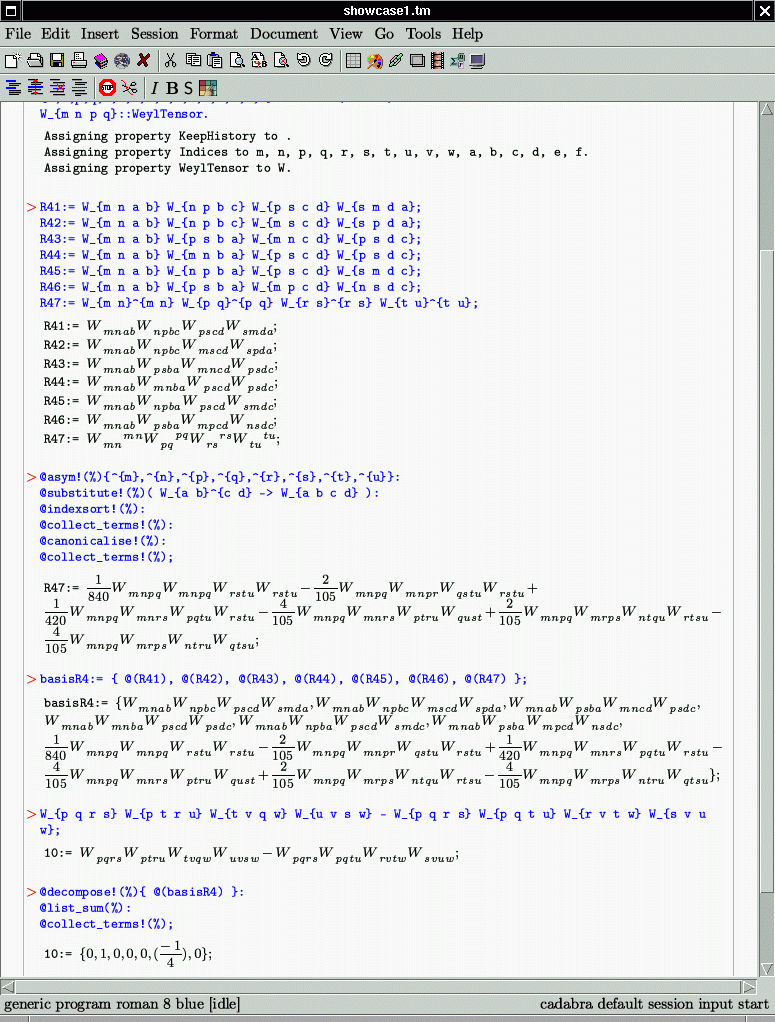 showcase1.tm
File Edit Insert Session Format Document View Go Tools Help
STOP I B S
W_{m n p q}::WeylTensor.
Assigning property KeepHistory to .
Assigning property Indices to m, n, p, q, r, s, t, u, v, w, a, b, c, d, e, f.
Assigning property WeylTensor to W.
> R41:= W_{m n a b} W_{n p b c} W_{p s c d} W_{s m d a};
R42:= W_{m n a b} W_{n p b c} W_{m s c d} W_{s p d a};
R43:= W_{m n a b} W_{p s b a} W_{m n c d} W_{p s d c};
R44:= W_{m n a b} W_{m n b a} W_{p s c d} W_{p s d c};
R45:= W_{m n a b} W_{n p b a} W_{p s c d} W_{s m d c};
R46:= W_{m n a b} W_{p s b a} W_{m p c d} W_{n s d c};
R47:= W_{m n}^{m n} W_{p q}^{p q} W_{r s}^{r s} W_{t u}^{t u};
R41:= W_{mnab}W_{npbc}W_{pscd}W_{smda};
R42:= W_{mnab}W_{npbc}W_{mscd}W_{spda};
R43:= W_{mnab}W_{psba}W_{mncd}W_{psdc};
R44:= W_{mnab}W_{mnba}W_{pscd}W_{psdc};
R45:= W_{mnab}W_{npba}W_{pscd}W_{smdc};
R46:= W_{mnab}W_{psba}W_{mpcd}W_{nsdc};
R47:= W_{mn}^{mn}W_{pq}^{pq}W_{rs}^{rs}W_{tu}^{tu};
> @asym!(%){^{m},^{n},^{p},^{q},^{r},^{s},^{t},^{u}}:
@substitute!(%)( W_{a b}^{c d} -> W_{a b c d} ):
@indexsort!(%):
@collect_terms!(%):
@canonicalise!(%):
@collect_terms!(%);
R47:= 1/840 W_{mnpq}W_{mnpq}W_{rstu}W_{rstu} − 2/105 W_{mnpq}W_{mnpr}W_{qstu}W_{rstu} +
1/420 W_{mnpq}W_{mnrs}W_{pqtu}W_{rstu} − 4/105 W_{mnpq}W_{mnrs}W_{ptru}W_{qust} + 2/105 W_{mnpq}W_{mrps}W_{ntqu}W_{rtsu} −
4/105 W_{mnpq}W_{mrps}W_{ntru}W_{qtsu};
> basisR4:= { @(R41), @(R42), @(R43), @(R44), @(R45), @(R46), @(R47) };
basisR4:= {W_{mnab}W_{npbc}W_{pscd}W_{smda}, W_{mnab}W_{npbc}W_{mscd}W_{spda}, W_{mnab}W_{psba}W_{mncd}W_{psdc},
W_{mnab}W_{mnba}W_{pscd}W_{psdc}, W_{mnab}W_{npba}W_{pscd}W_{smdc}, W_{mnab}W_{psba}W_{mpcd}W_{nsdc},
1/840 W_{mnpq}W_{mnpq}W_{rstu}W_{rstu} − 2/105 W_{mnpq}W_{mnpr}W_{qstu}W_{rstu} + 1/420 W_{mnpq}W_{mnrs}W_{pqtu}W_{rstu} −
4/105 W_{mnpq}W_{mnrs}W_{ptru}W_{qust} + 2/105 W_{mnpq}W_{mrps}W_{ntqu}W_{rtsu} − 4/105 W_{mnpq}W_{mrps}W_{ntru}W_{qtsu}};
> W_{p q r s} W_{p t r u} W_{t v q w} W_{u v s w} - W_{p q r s} W_{p q t u} W_{r v t w} W_{s v u
w};
10:= W_{pqrs}W_{ptru}W_{tvqw}W_{uvsw} − W_{pqrs}W_{pqtu}W_{rvtw}W_{svuw};
> @decompose!(%){ @(basisR4) }:
@list_sum(%):
@collect_terms!(%);
10:= {0, 1, 0, 0, 0, (−1/4), 0};
generic program roman 8 blue [idle] cadabra default session input start